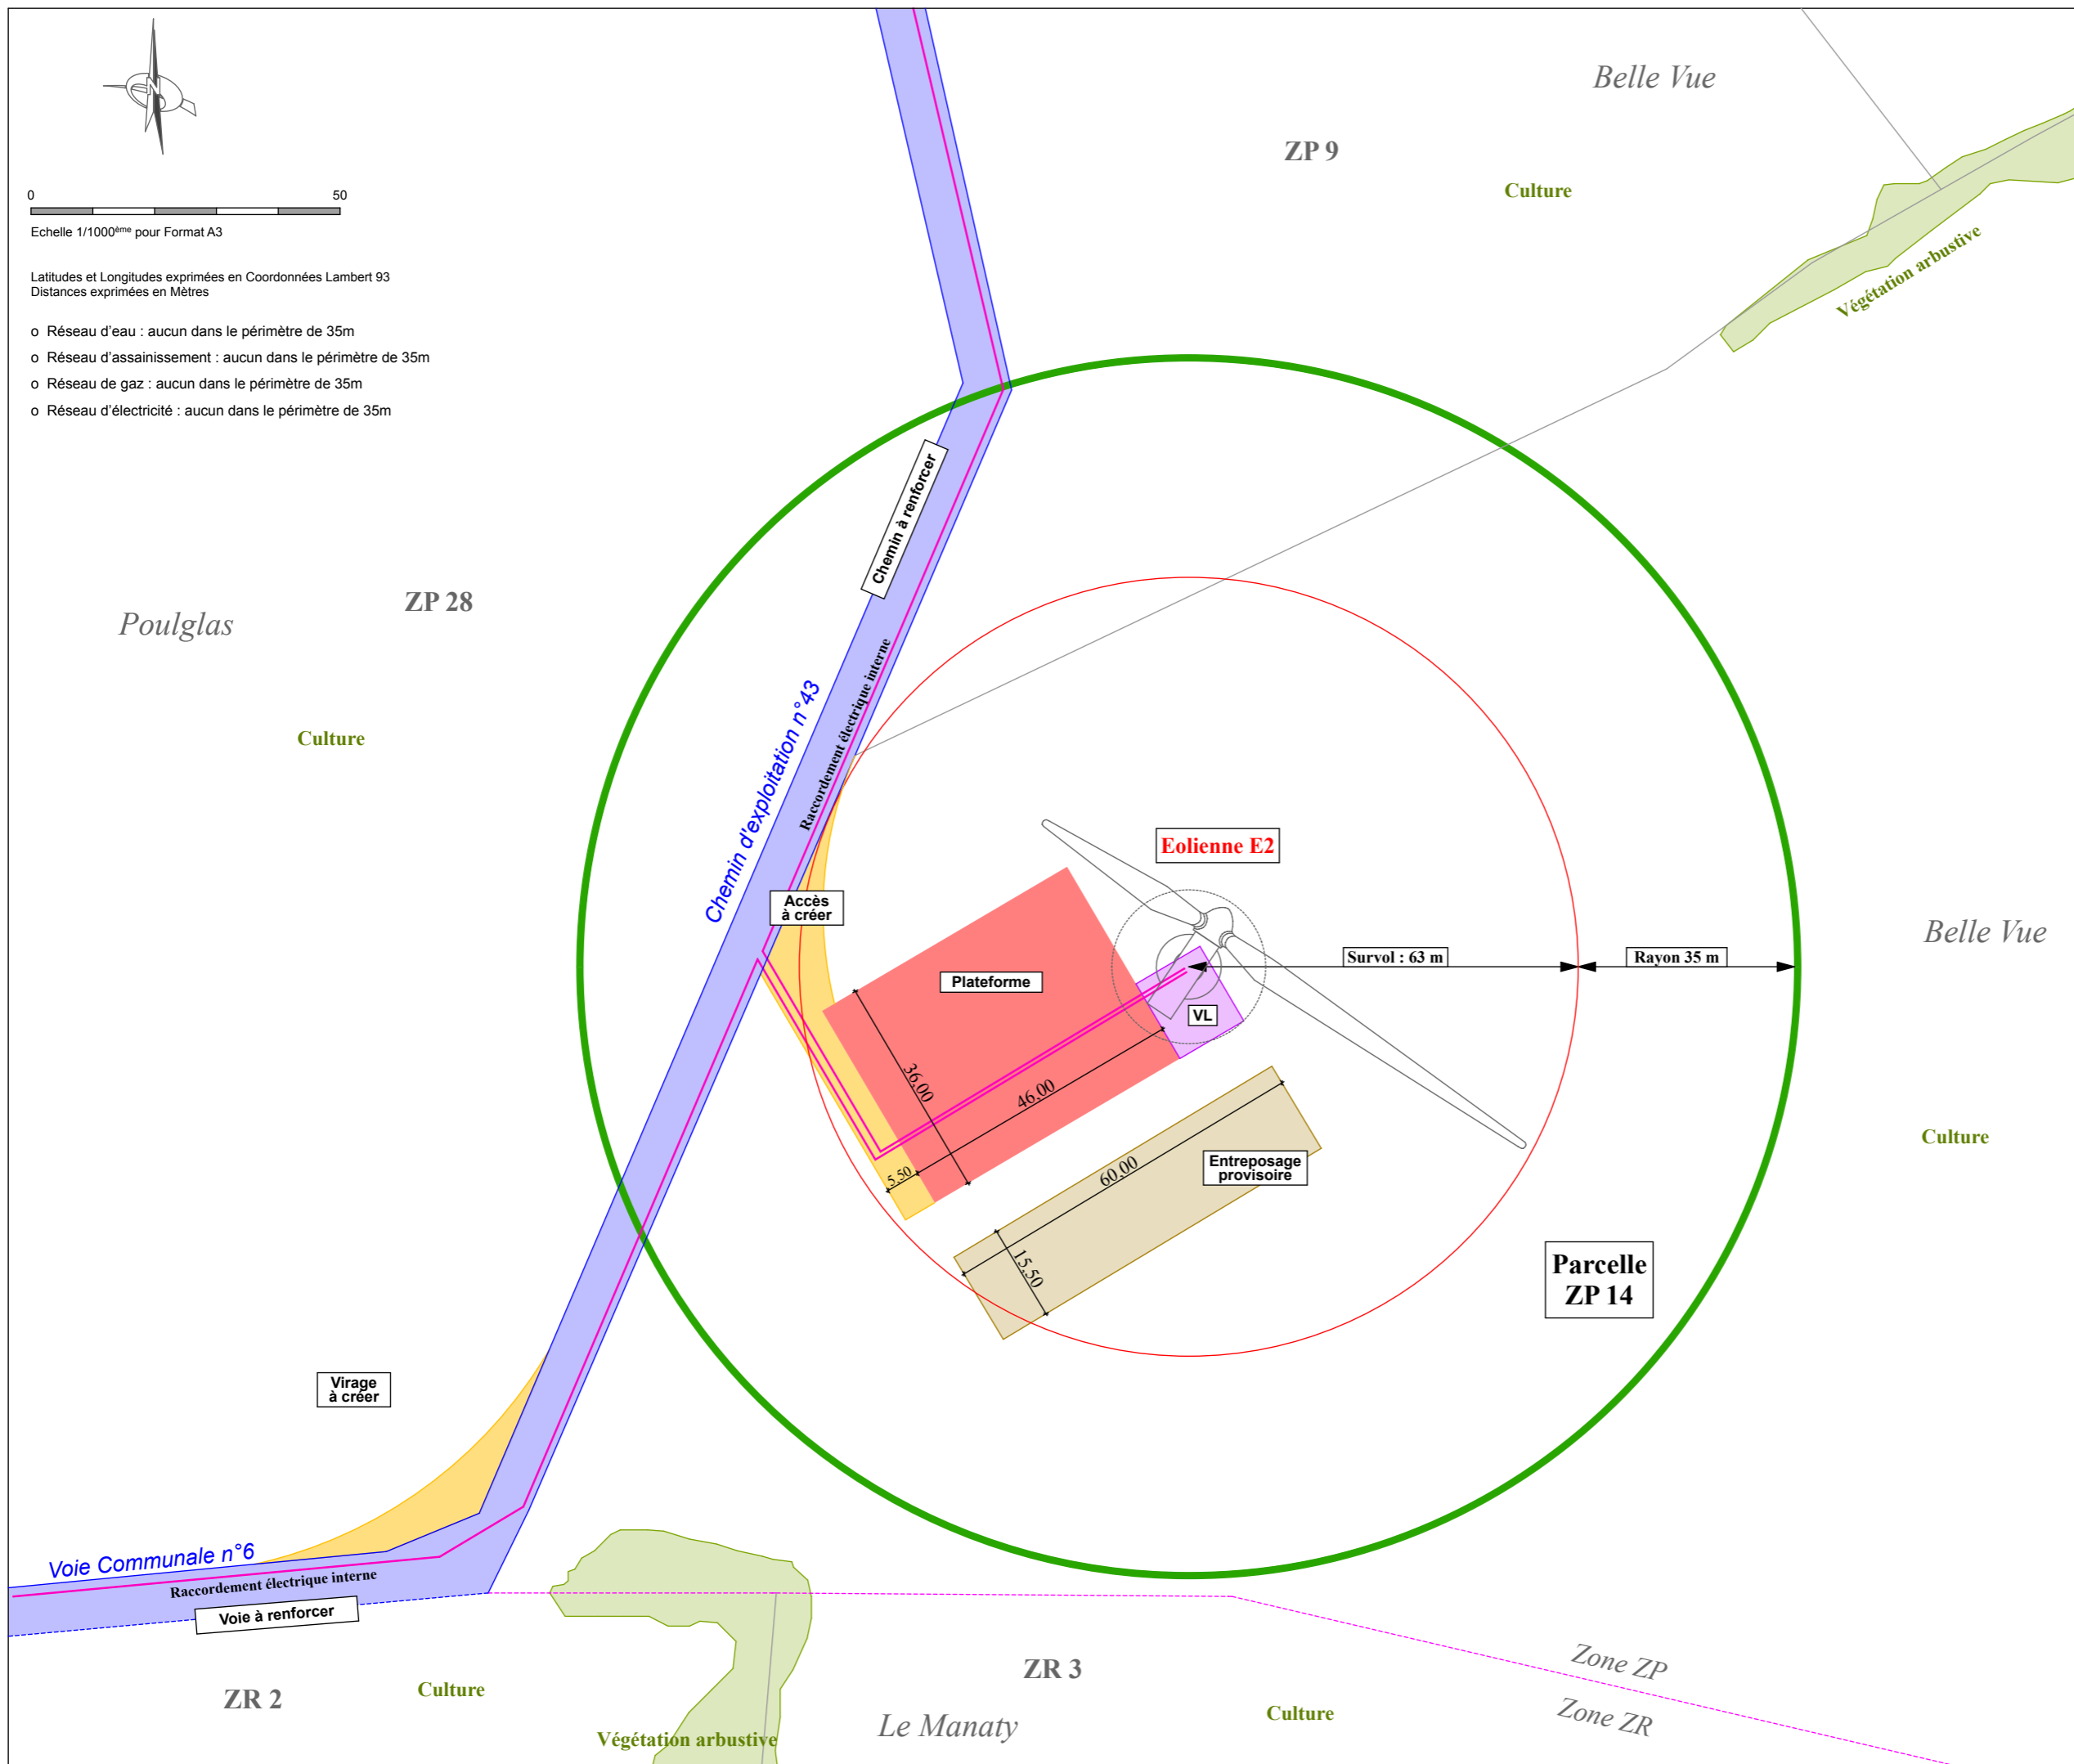 N
0 50
Echelle 1/1000ème pour Format A3
Latitudes et Longitudes exprimées en Coordonnées Lambert 93
Distances exprimées en Mètres
o Réseau d'eau : aucun dans le périmètre de 35m
o Réseau d'assainissement : aucun dans le périmètre de 35m
o Réseau de gaz : aucun dans le périmètre de 35m
o Réseau d'électricité : aucun dans le périmètre de 35m
Belle Vue
ZP 9
Culture
Végétation arbustive
Chemin à renforcer
ZP 28
Poulglas
Culture
Raccordement électrique interne
Chemin d'exploitation n°43
Eolienne E2
Accès
à créer
Plateforme
VL
Survol : 63 m
Rayon 35 m
Belle Vue
36,00
46,00
5,50
Culture
Entreposage
provisoire
60,00
15,50
Parcelle
ZP 14
Virage
à créer
Voie Communale n°6
Raccordement électrique interne
Voie à renforcer
ZR 2
Culture
Végétation arbustive
ZR 3
Le Manaty
Culture
Zone ZP
Zone ZR